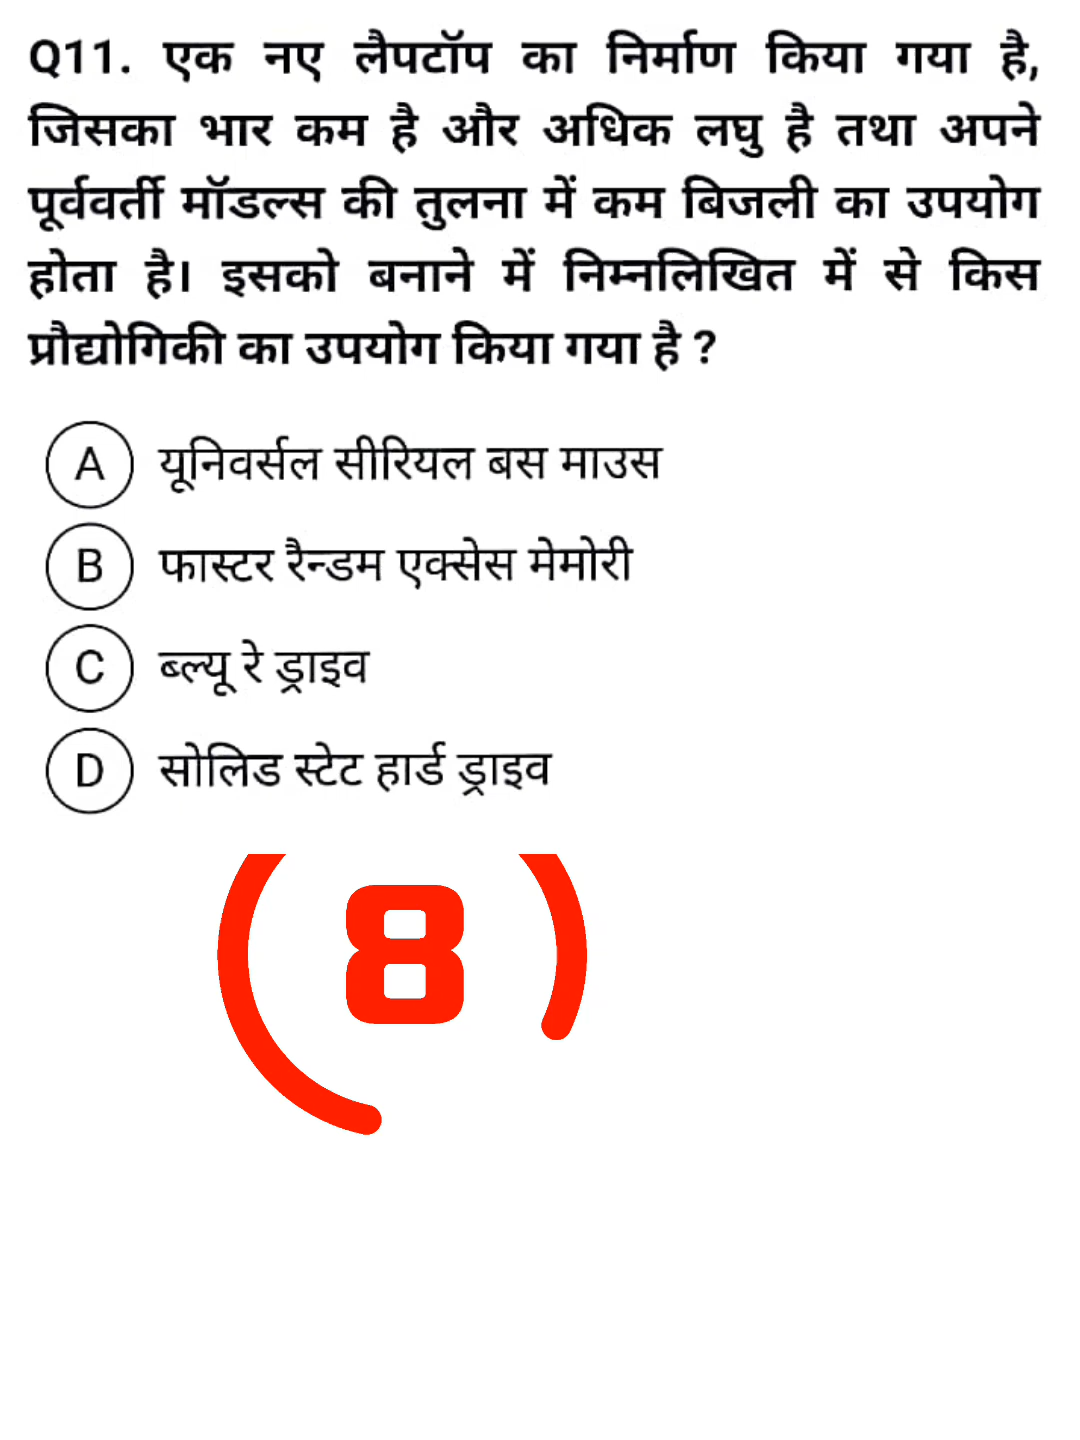 Q11. एक नए लैपटॉप का निर्माण किया गया है,
जिसका भार कम है और अधिक लघु है तथा अपने
पूर्ववर्ती मॉडल्स की तुलना में कम बिजली का उपयोग
होता है। इसको बनाने में निम्नलिखित में से किस
प्रौद्योगिकी का उपयोग किया गया है ?
A यूनिवर्सल सीरियल बस माउस
B फास्टर रैन्डम एक्सेस मेमोरी
C ब्ल्यू रे ड्राइव
D सोलिड स्टेट हार्ड ड्राइव
8